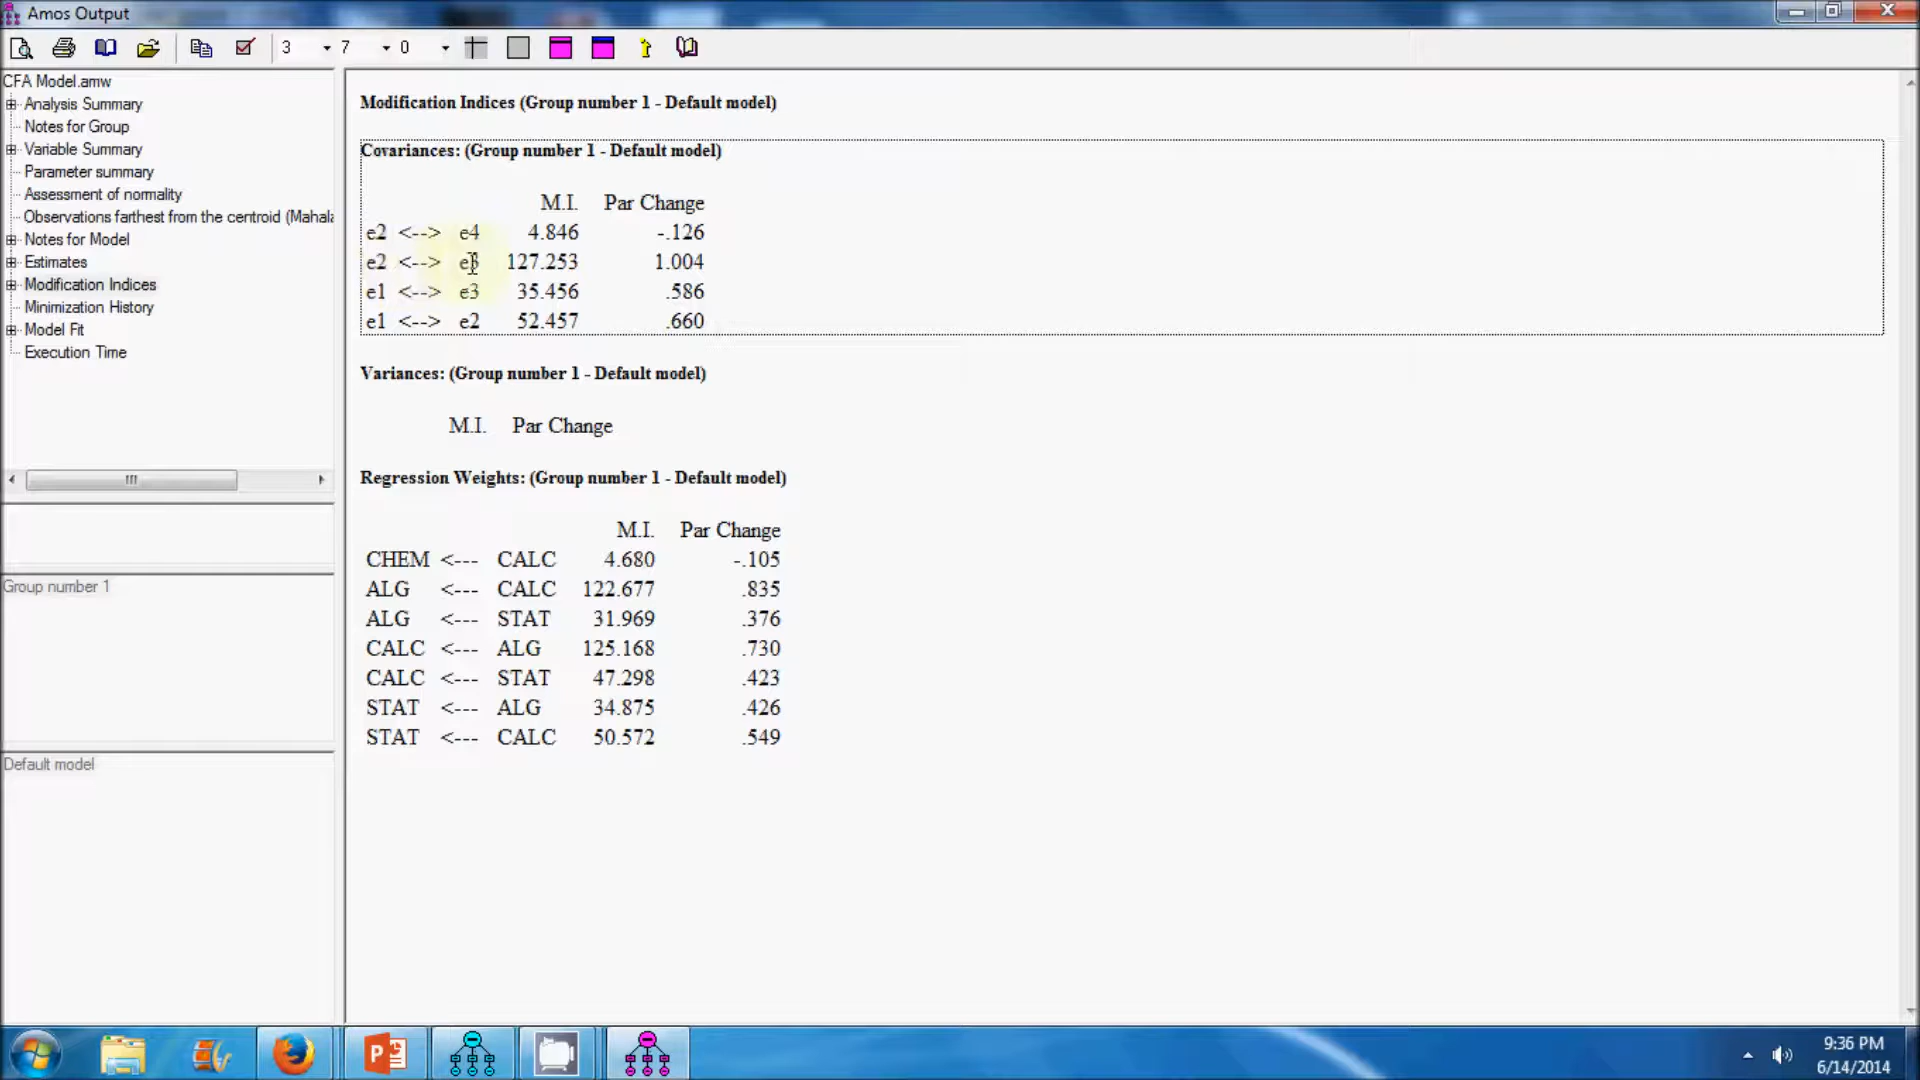 Amos Output
3 7 0
CFA Model.amw
Analysis Summary
Notes for Group
Variable Summary
Parameter summary
Assessment of normality
Observations farthest from the centroid (Mahala
Notes for Model
Estimates
Modification Indices
Minimization History
Model Fit
Execution Time
Group number 1
Default model
Modification Indices (Group number 1 - Default model)
Covariances: (Group number 1 - Default model)
M.I. Par Change
e2 <--> e4 4.846 -.126
e2 <--> 127.253 1.004
e1 <--> e3 35.456 .586
e1 <--> e2 52.457 .660
Variances: (Group number 1 - Default model)
M.I. Par Change
Regression Weights: (Group number 1 - Default model)
M.I. Par Change
CHEM <--- CALC 4.680 -.105
ALG <--- CALC 122.677 .835
ALG <--- STAT 31.969 .376
CALC <--- ALG 125.168 .730
CALC <--- STAT 47.298 .423
STAT <--- ALG 34.875 .426
STAT <--- CALC 50.572 .549
9:36 PM
6/14/2014